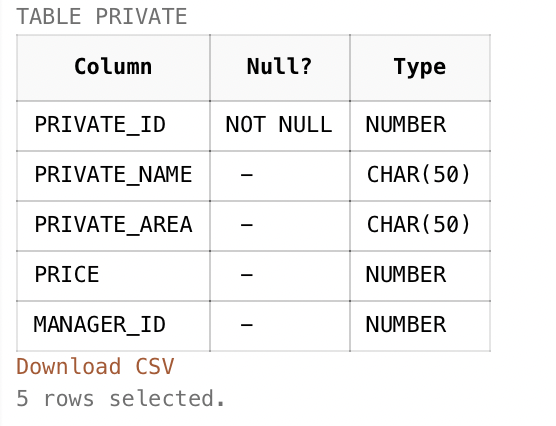 TABLE PRIVATE
Column Null? Type
PRIVATE_ID NOT NULL NUMBER
PRIVATE_NAME – CHAR(50)
PRIVATE_AREA – CHAR(50)
PRICE – NUMBER
MANAGER_ID – NUMBER
Download CSV
5 rows selected.